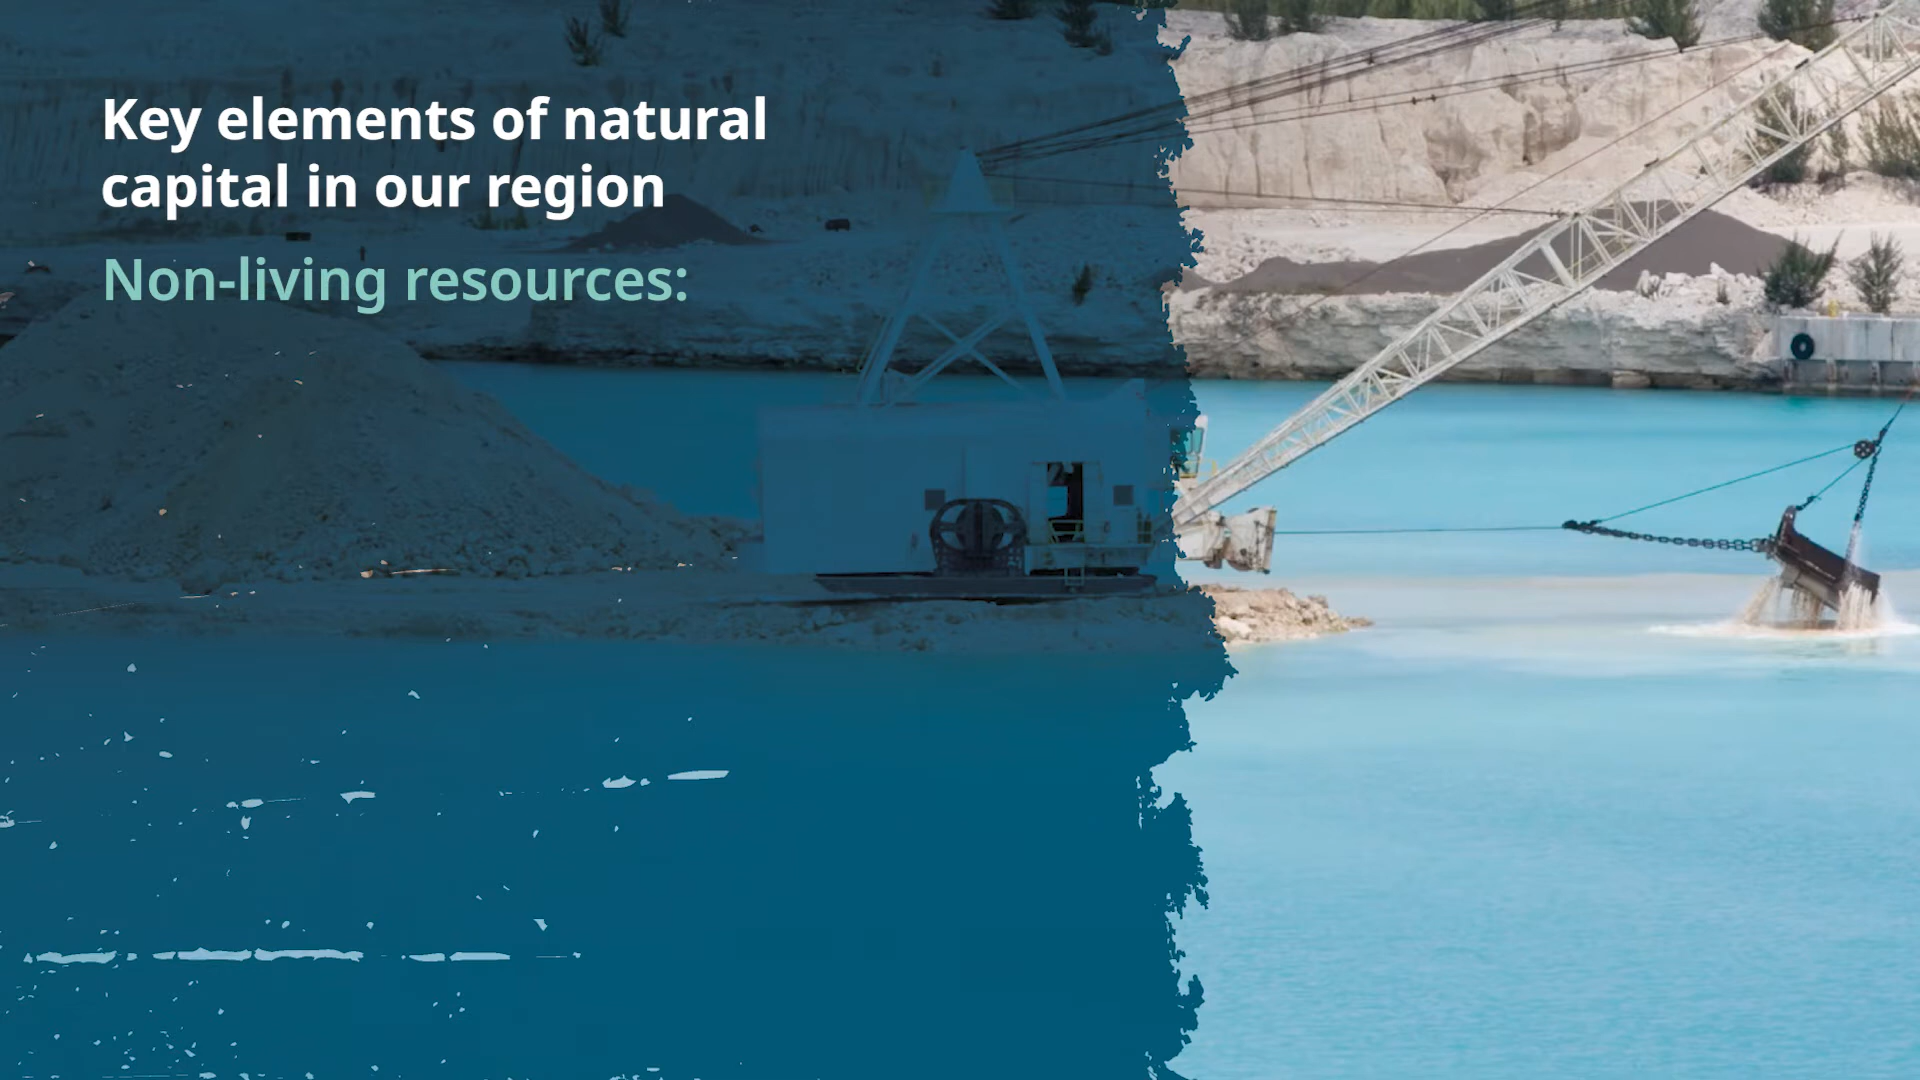 Key elements of natural
capital in our region
Non-living resources: